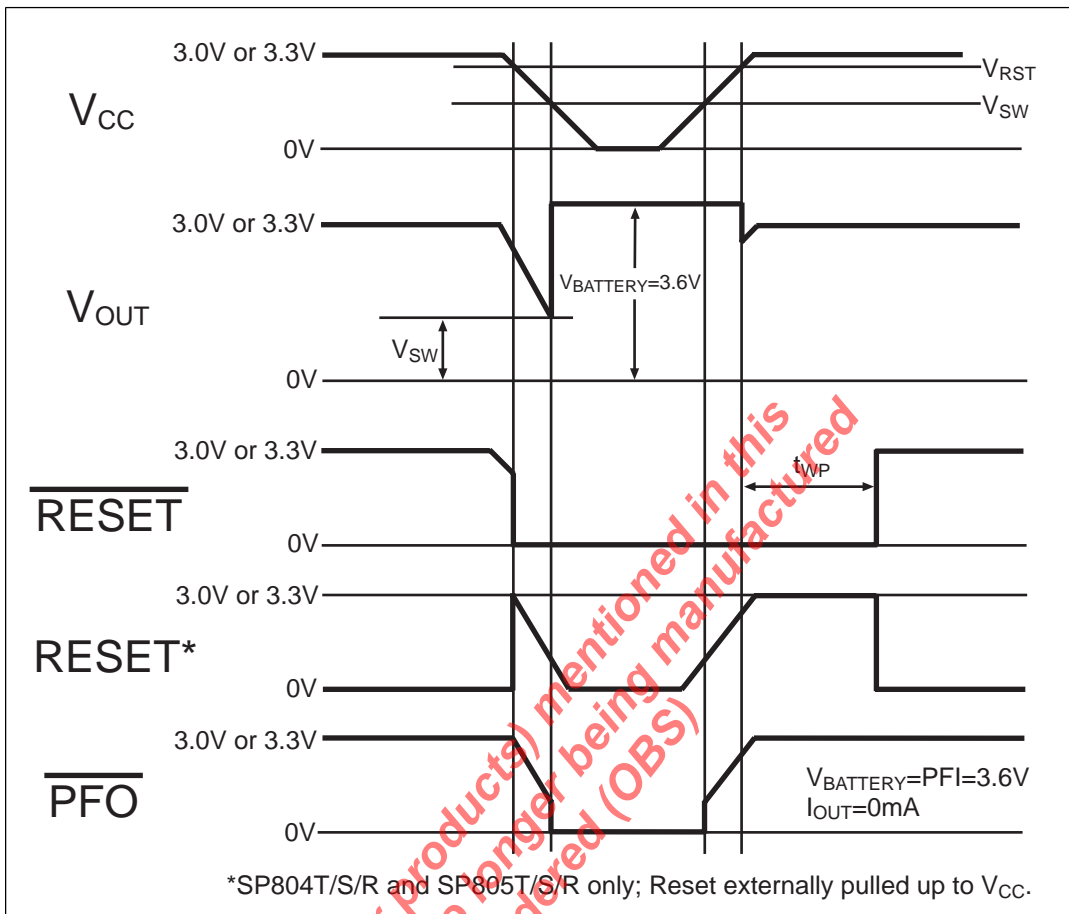 3.0V or 3.3V
VRST
VCC
VSW
0V
3.0V or 3.3V
VBATTERY=3.6V
VOUT
VSW
0V
3.0V or 3.3V
tWP
RESET
0V
3.0V or 3.3V
RESET*
0V
3.0V or 3.3V
PFO
VBATTERY=PFI=3.6V
IOUT=0mA
0V
*SP804T/S/R and SP805T/S/R only; Reset externally pulled up to VCC.
products) mentioned in this
longer being manufactured
(OBS)